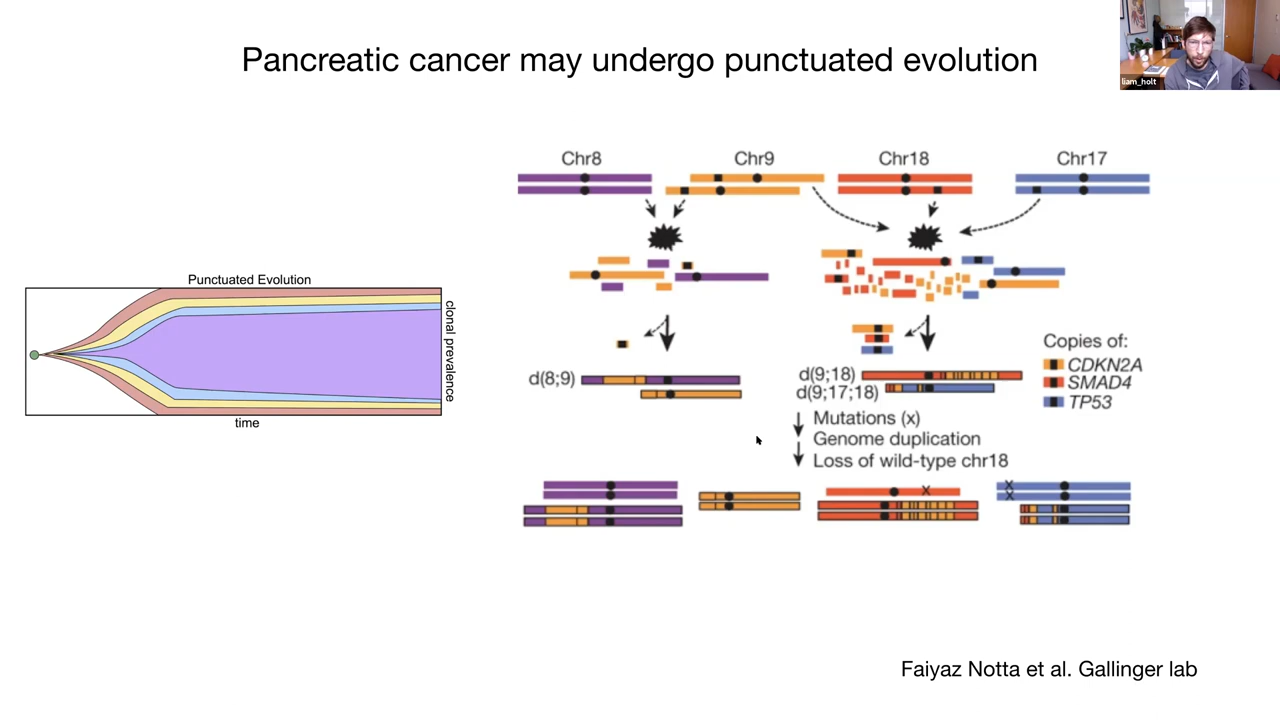 Pancreatic cancer may undergo punctuated evolution
liam_holt
Punctuated Evolution
clonal prevalence
time
Chr8
Chr9
Chr18
Chr17
d(8;9)
d(9;18)
d(9;17;18)
Mutations (x)
Genome duplication
Loss of wild-type chr18
Copies of:
CDKN2A
SMAD4
TP53
x
X
X
Faiyaz Notta et al. Gallinger lab